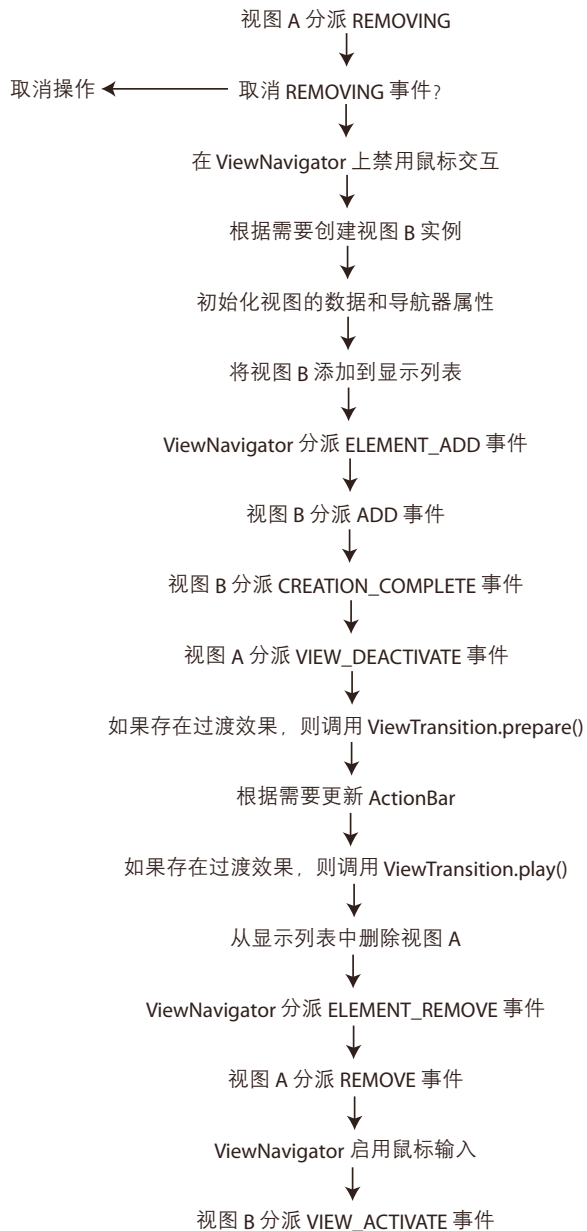 视图 A 分派 REMOVING
取消操作
取消 REMOVING 事件？
在 ViewNavigator 上禁用鼠标交互
根据需要创建视图 B 实例
初始化视图的数据和导航器属性
将视图 B 添加到显示列表
ViewNavigator 分派 ELEMENT_ADD 事件
视图 B 分派 ADD 事件
视图 B 分派 CREATION_COMPLETE 事件
视图 A 分派 VIEW_DEACTIVATE 事件
如果存在过渡效果，则调用 ViewTransition.prepare()
根据需要更新 ActionBar
如果存在过渡效果，则调用 ViewTransition.play()
从显示列表中删除视图 A
ViewNavigator 分派 ELEMENT_REMOVE 事件
视图 A 分派 REMOVE 事件
ViewNavigator 启用鼠标输入
视图 B 分派 VIEW_ACTIVATE 事件